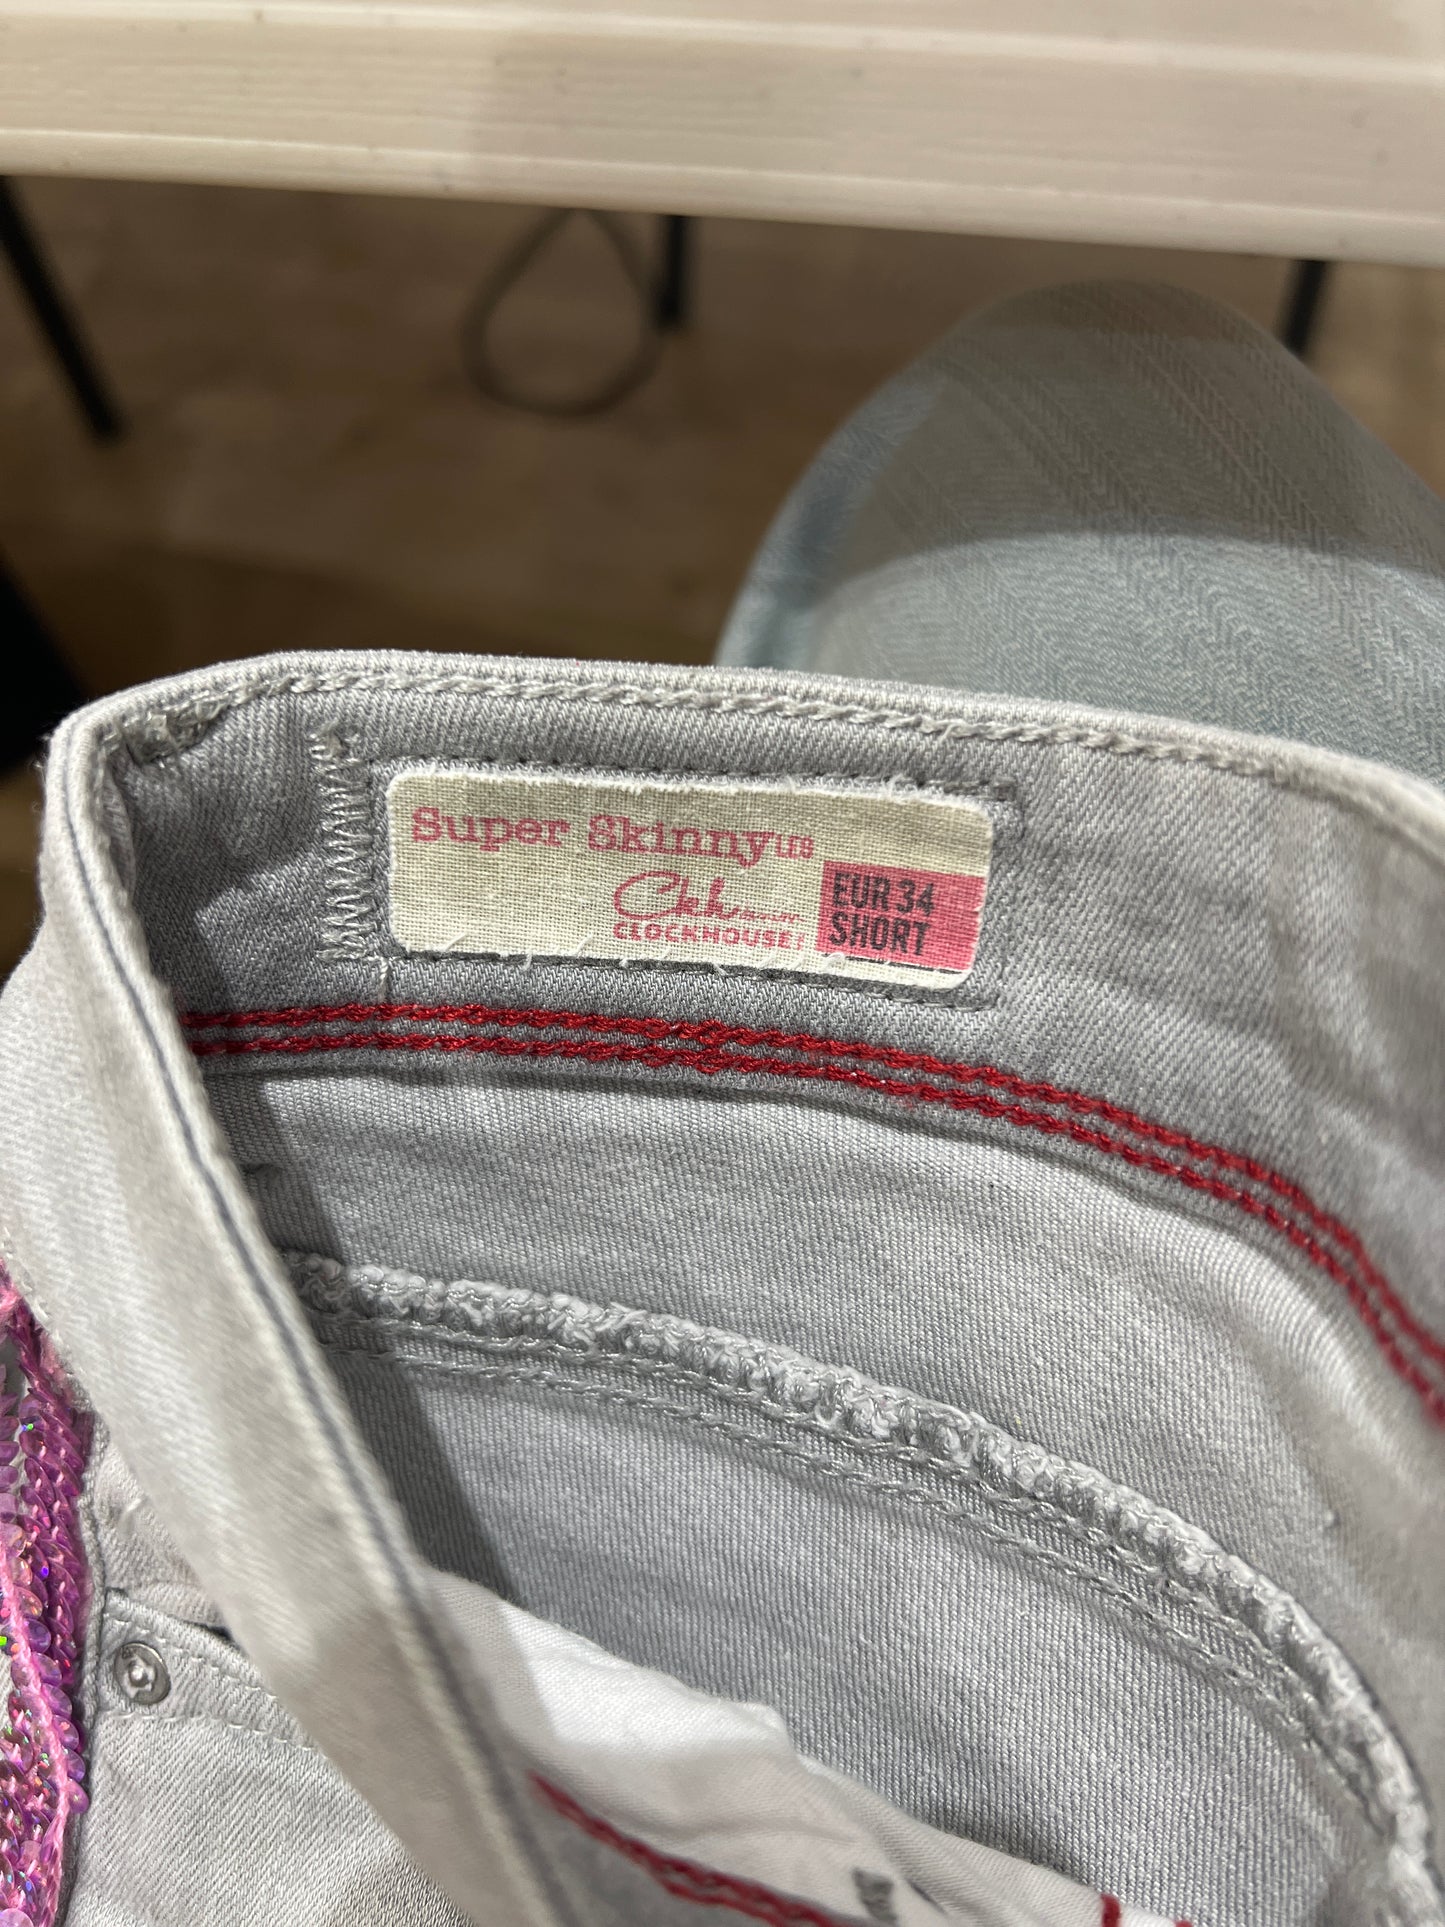 Super Skinny
Ckh
CLOCKHOUSE
EUR 34
SHORT